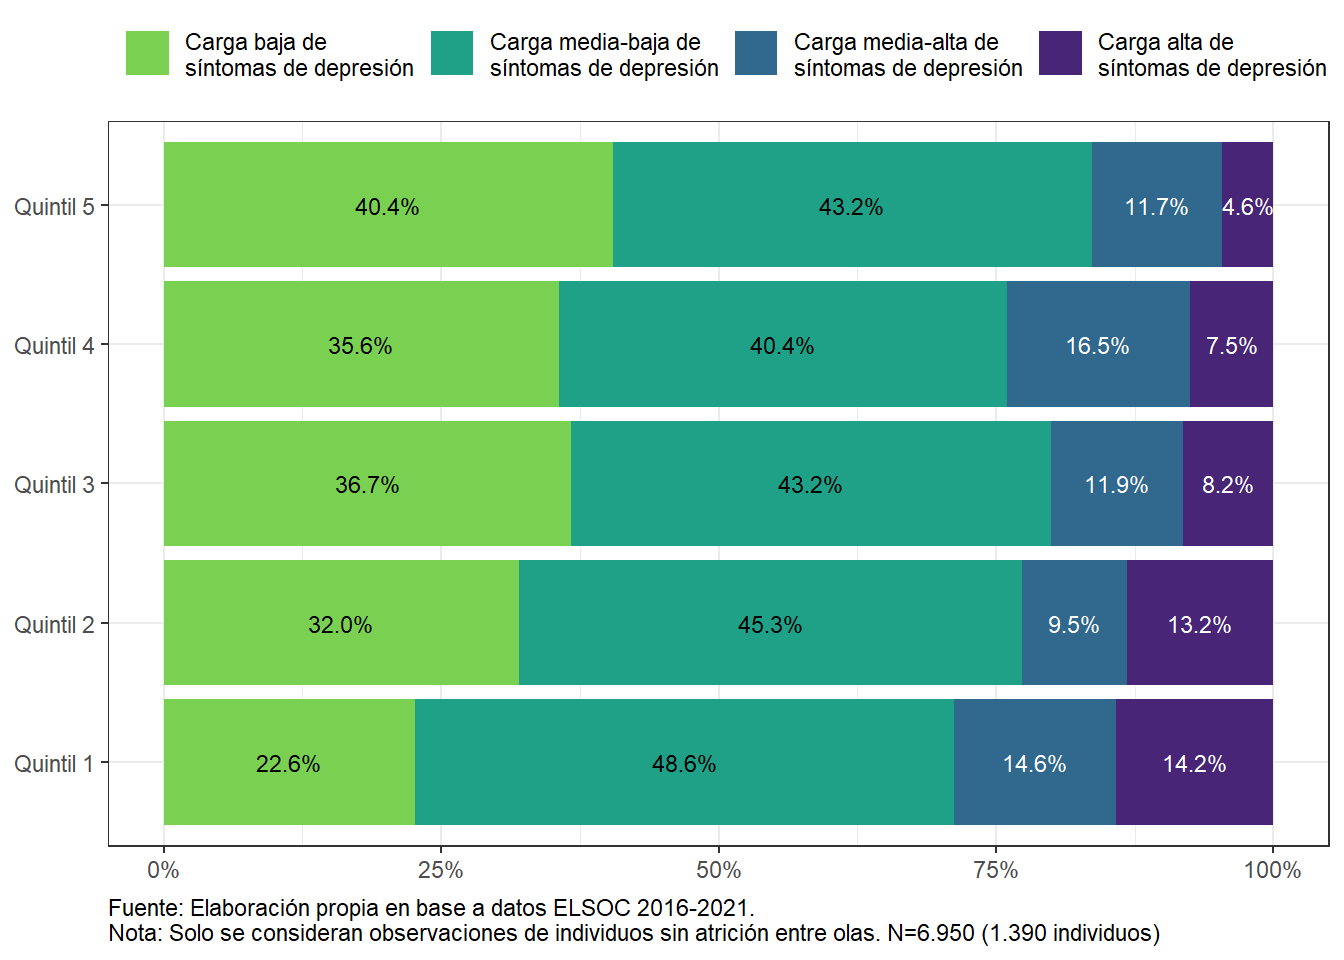 Carga baja de
síntomas de depresión
Carga media-baja de
síntomas de depresión
Carga media-alta de
síntomas de depresión
Carga alta de
síntomas de depresión
Quintil 5
40.4%
43.2%
11.7%
4.6%
Quintil 4
35.6%
40.4%
16.5%
7.5%
Quintil 3
36.7%
43.2%
11.9%
8.2%
Quintil 2
32.0%
45.3%
9.5%
13.2%
Quintil 1
22.6%
48.6%
14.6%
14.2%
0%
25%
50%
75%
100%
Fuente: Elaboración propia en base a datos ELSOC 2016-2021.
Nota: Solo se consideran observaciones de individuos sin atrición entre olas. N=6.950 (1.390 individuos)